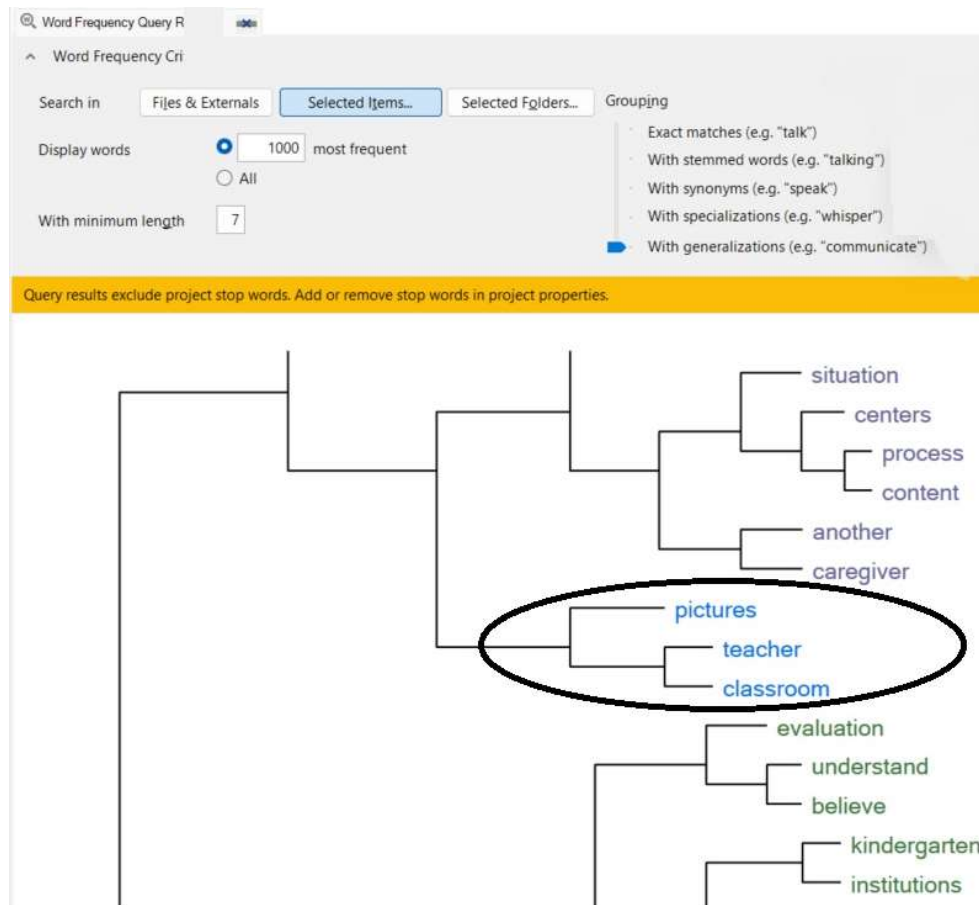 Word Frequency Query R
Word Frequency Cri
Search in Files & Externals Selected Items... Selected Folders... Grouping
Exact matches (e.g. "talk")
Display words 1000 most frequent
With stemmed words (e.g. "talking")
All
With synonyms (e.g. "speak")
With minimum length 7
With specializations (e.g. "whisper")
With generalizations (e.g. "communicate")
Query results exclude project stop words. Add or remove stop words in project properties.
situation
centers
process
content
another
caregiver
pictures
teacher
classroom
evaluation
understand
believe
kindergarten
institutions